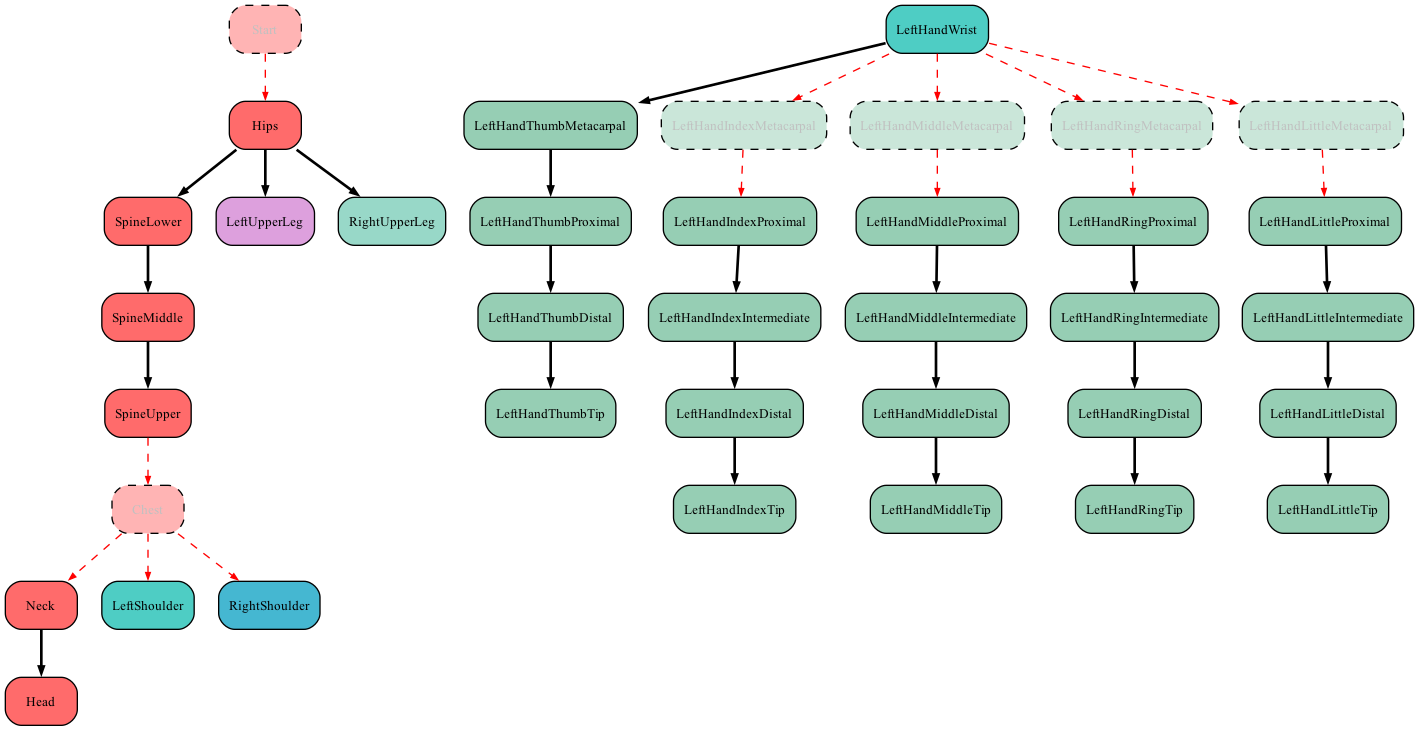 Start
LeftHandWrist
Hips
LeftHandThumbMetacarpal
LeftHandIndexMetacarpal
LeftHandMiddleMetacarpal
LeftHandRingMetacarpal
LeftHandLittleMetacarpal
SpineLower
LeftUpperLeg
RightUpperLeg
LeftHandThumbProximal
LeftHandIndexProximal
LeftHandMiddleProximal
LeftHandRingProximal
LeftHandLittleProximal
SpineMiddle
LeftHandThumbDistal
LeftHandIndexIntermediate
LeftHandMiddleIntermediate
LeftHandRingIntermediate
LeftHandLittleIntermediate
SpineUpper
LeftHandThumbTip
LeftHandIndexDistal
LeftHandMiddleDistal
LeftHandRingDistal
LeftHandLittleDistal
Chest
LeftHandIndexTip
LeftHandMiddleTip
LeftHandRingTip
LeftHandLittleTip
Neck
LeftShoulder
RightShoulder
Head